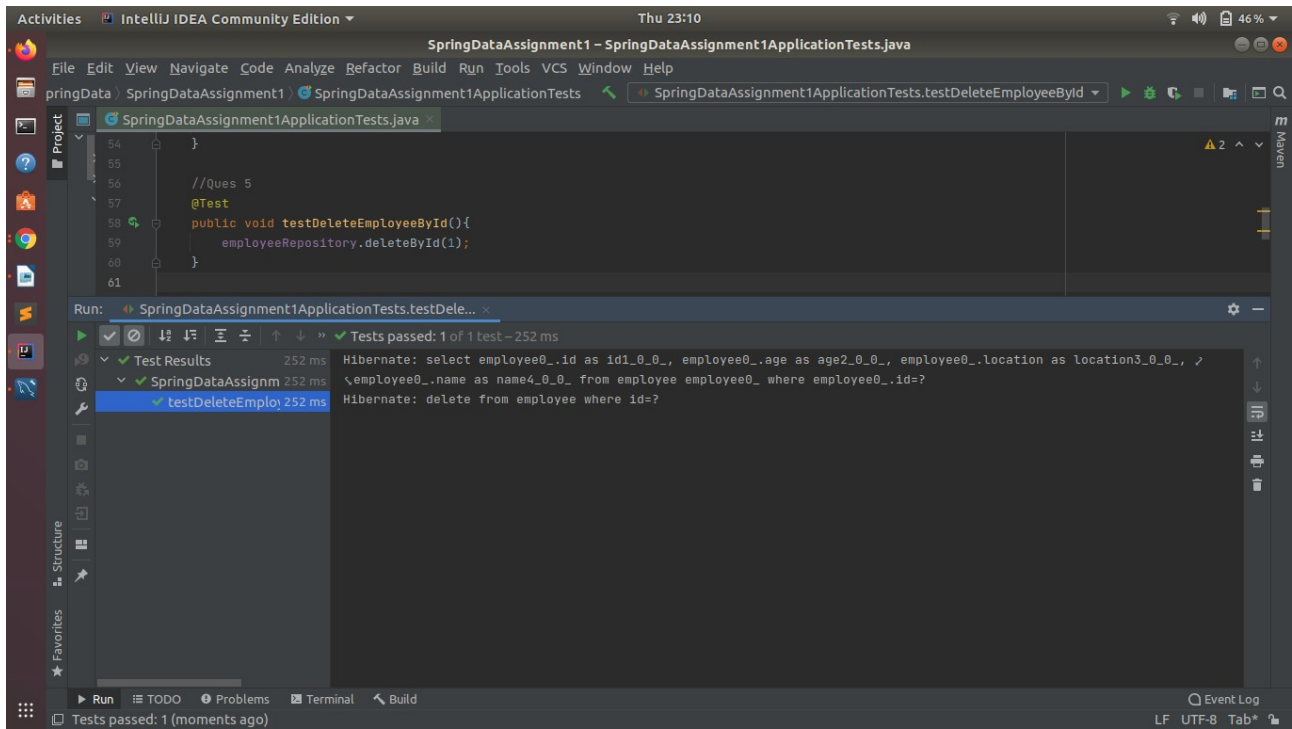 Activities IntelliJ IDEA Community Edition Thu 23:10 46%
SpringDataAssignment1 – SpringDataAssignment1ApplicationTests.java
File Edit View Navigate Code Analyze Refactor Build Run Tools VCS Window Help
pringData SpringDataAssignment1 SpringDataAssignment1ApplicationTests SpringDataAssignment1ApplicationTests.testDeleteEmployeeById
Project
SpringDataAssignment1ApplicationTests.java
m Maven
54 }
2
55
56 //Ques 5
57 @Test
58 public void testDeleteEmployeeById(){
59 employeeRepository.deleteById(1);
60 }
61
Run: SpringDataAssignment1ApplicationTests.testDele...
Tests passed: 1 of 1 test – 252 ms
Test Results 252 ms
SpringDataAssignm 252 ms
testDeleteEmplo 252 ms
Hibernate: select employee0_.id as id1_0_0_, employee0_.age as age2_0_0_, employee0_.location as location3_0_0_,
employee0_.name as name4_0_0_ from employee employee0_ where employee0_.id=?
Hibernate: delete from employee where id=?
Structure
Favorites
Run TODO Problems Terminal Build Event Log
Tests passed: 1 (moments ago) LF UTF-8 Tab*